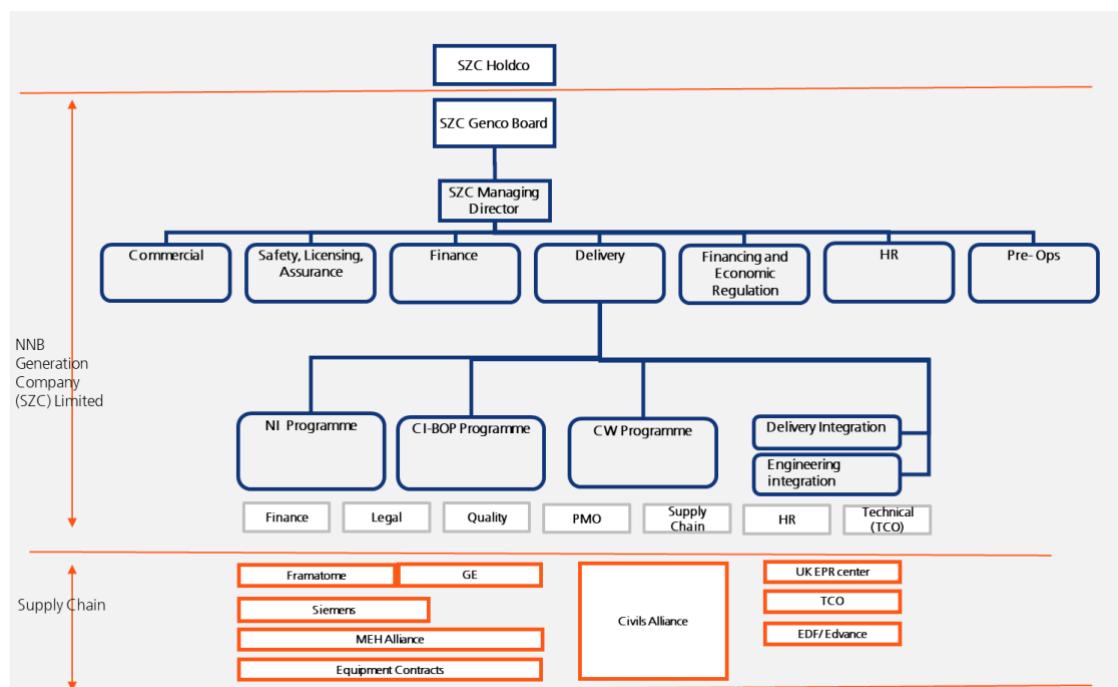 SZC Holdco
SZC Genco Board
SZC Managing
Director
Commercial
Safety, Licensing,
Assurance
Finance
Delivery
Financing and
Economic
Regulation
HR
Pre- Ops
NNB
Generation
Company
(SZC) Limited
NI Programme
CI-BOP Programme
CW Programme
Delivery Integration
Engineering
integration
Finance
Legal
Quality
PMO
Supply
Chain
HR
Technical
(TCO)
Supply Chain
Framatome
GE
Siemens
MEH Alliance
Equipment Contracts
Civils Alliance
UK EPR center
TCO
EDF/Edvance